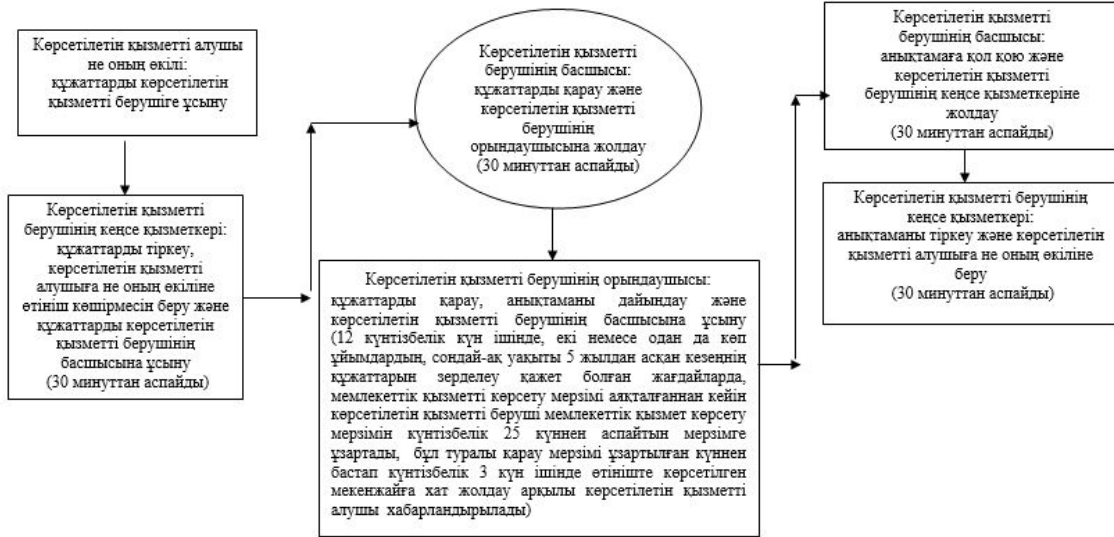 Көрсетілетін қызметті алушы
не оның өкілі:
құжаттарды көрсетілетін
қызметті берушіге ұсыну
Көрсетілетін қызметті
берушінің кеңсе қызметкері:
құжаттарды тіркеу,
көрсетілетін қызметті
алушыға не оның өкіліне
өтініш көшірмесін беру және
құжаттарды көрсетілетін
қызметті берушінің
басшысына ұсыну
(30 минуттан аспайды)
Көрсетілетін қызметті
берушінің басшысы:
құжаттарды қарау және
көрсетілетін қызметті
берушінің
орындаушысына жолдау
(30 минуттан аспайды)
Көрсетілетін қызметті берушінің орындаушысы:
құжаттарды қарау, анықтаманы дайындау және
көрсетілетін қызметті берушінің басшысына ұсыну
(12 күнтізбелік күн ішінде, екі немесе одан да көп
ұйымдардың, сондай-ақ уақыты 5 жылдан асқан кезеңнің
құжаттарын зерделеу қажет болған жағдайларда,
мемлекеттік қызметті көрсету мерзімі аяқталғаннан кейін
көрсетілетін қызметті беруші мемлекеттік қызмет көрсету
мерзімін күнтізбелік 25 күннен аспайтын мерзімге
ұзартады, бұл туралы қарау мерзімі ұзартылған күннен
бастап күнтізбелік 3 күн ішінде өтініште көрсетілген
мекенжайға хат жолдау арқылы көрсетілетін қызметті
алушы хабарландырылады)
Көрсетілетін қызметті
берушінің басшысы:
анықтамаға қол қою және
көрсетілетін қызметті
берушінің кеңсе қызметкеріне
жолдау
(30 минуттан аспайды)
Көрсетілетін қызметті берушінің
кеңсе қызметкері:
анықтаманы тіркеу және көрсетілетін
қызметті алушыға не оның өкіліне
беру
(30 минуттан аспайды)